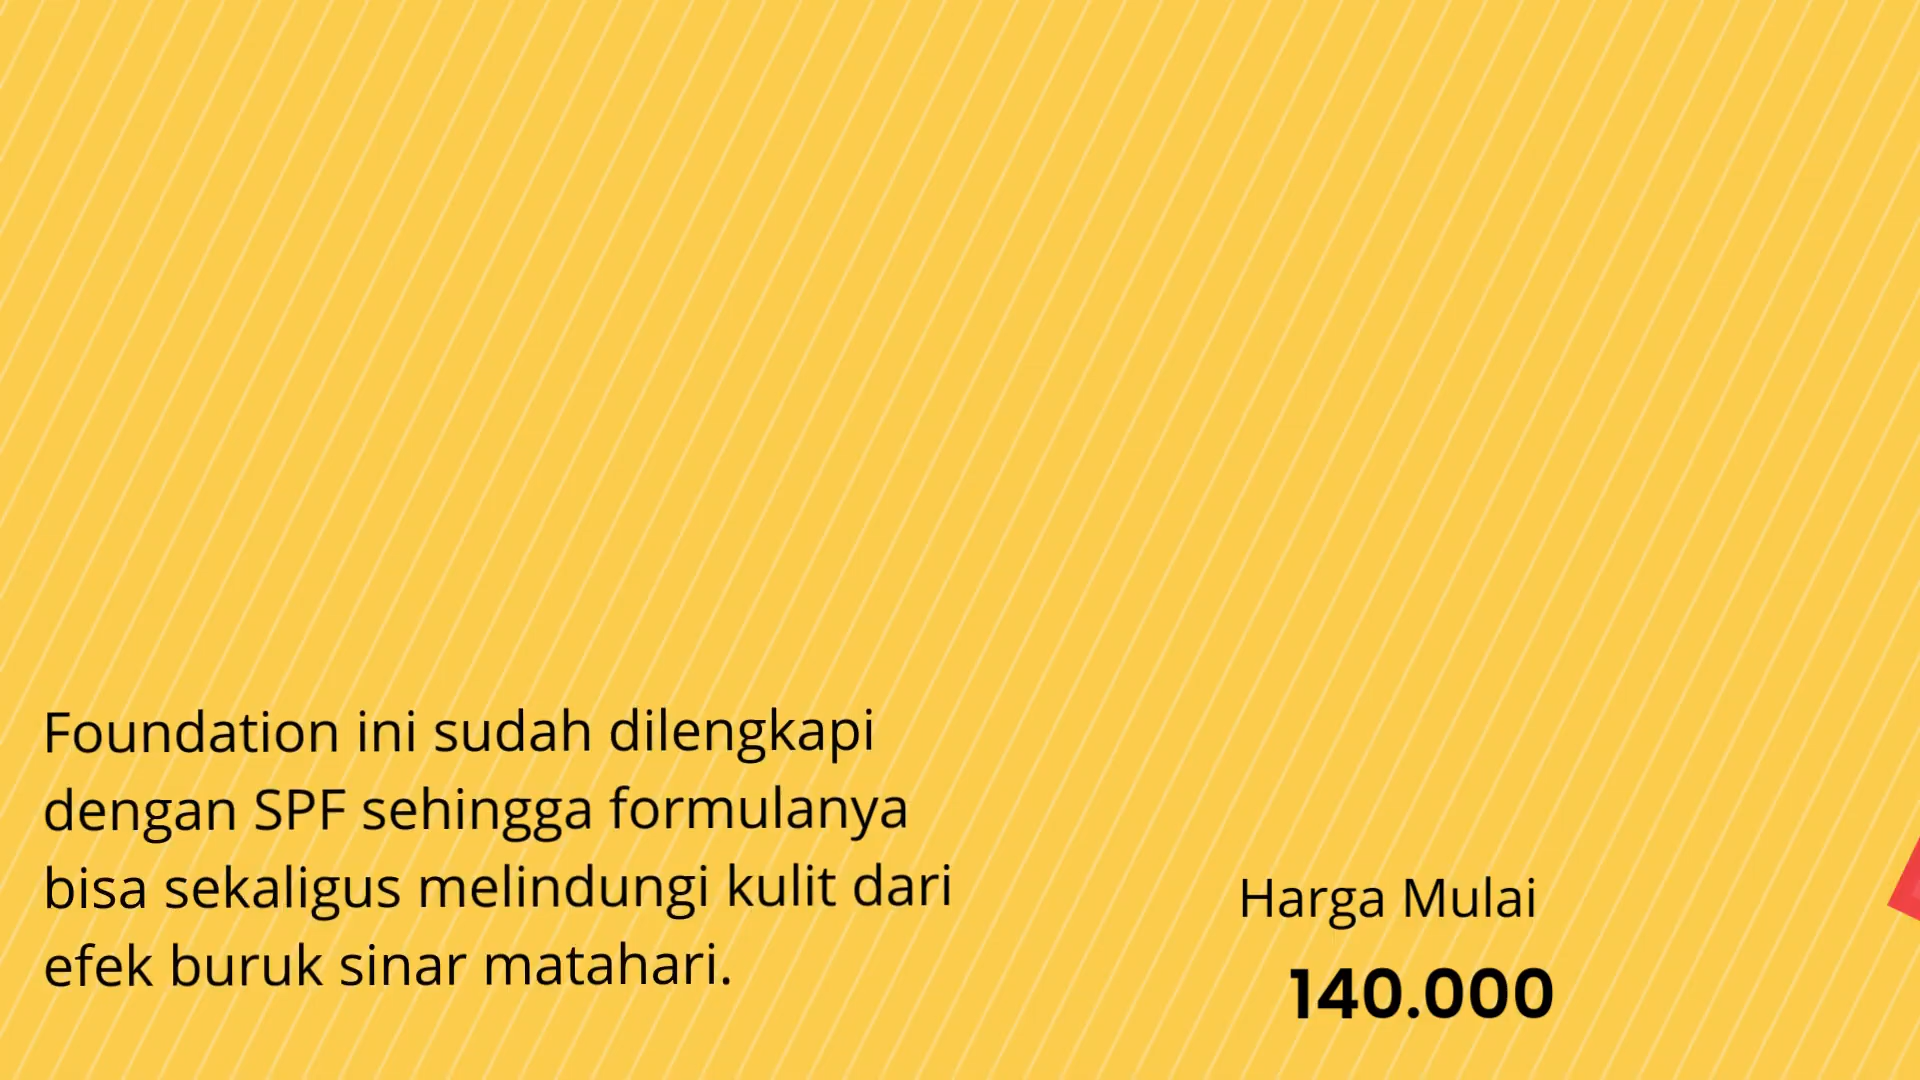 Foundation ini sudah dilengkapi
dengan SPF sehingga formulanya
bisa sekaligus melindungi kulit dari
efek buruk sinar matahari.
Harga Mulai
140.000